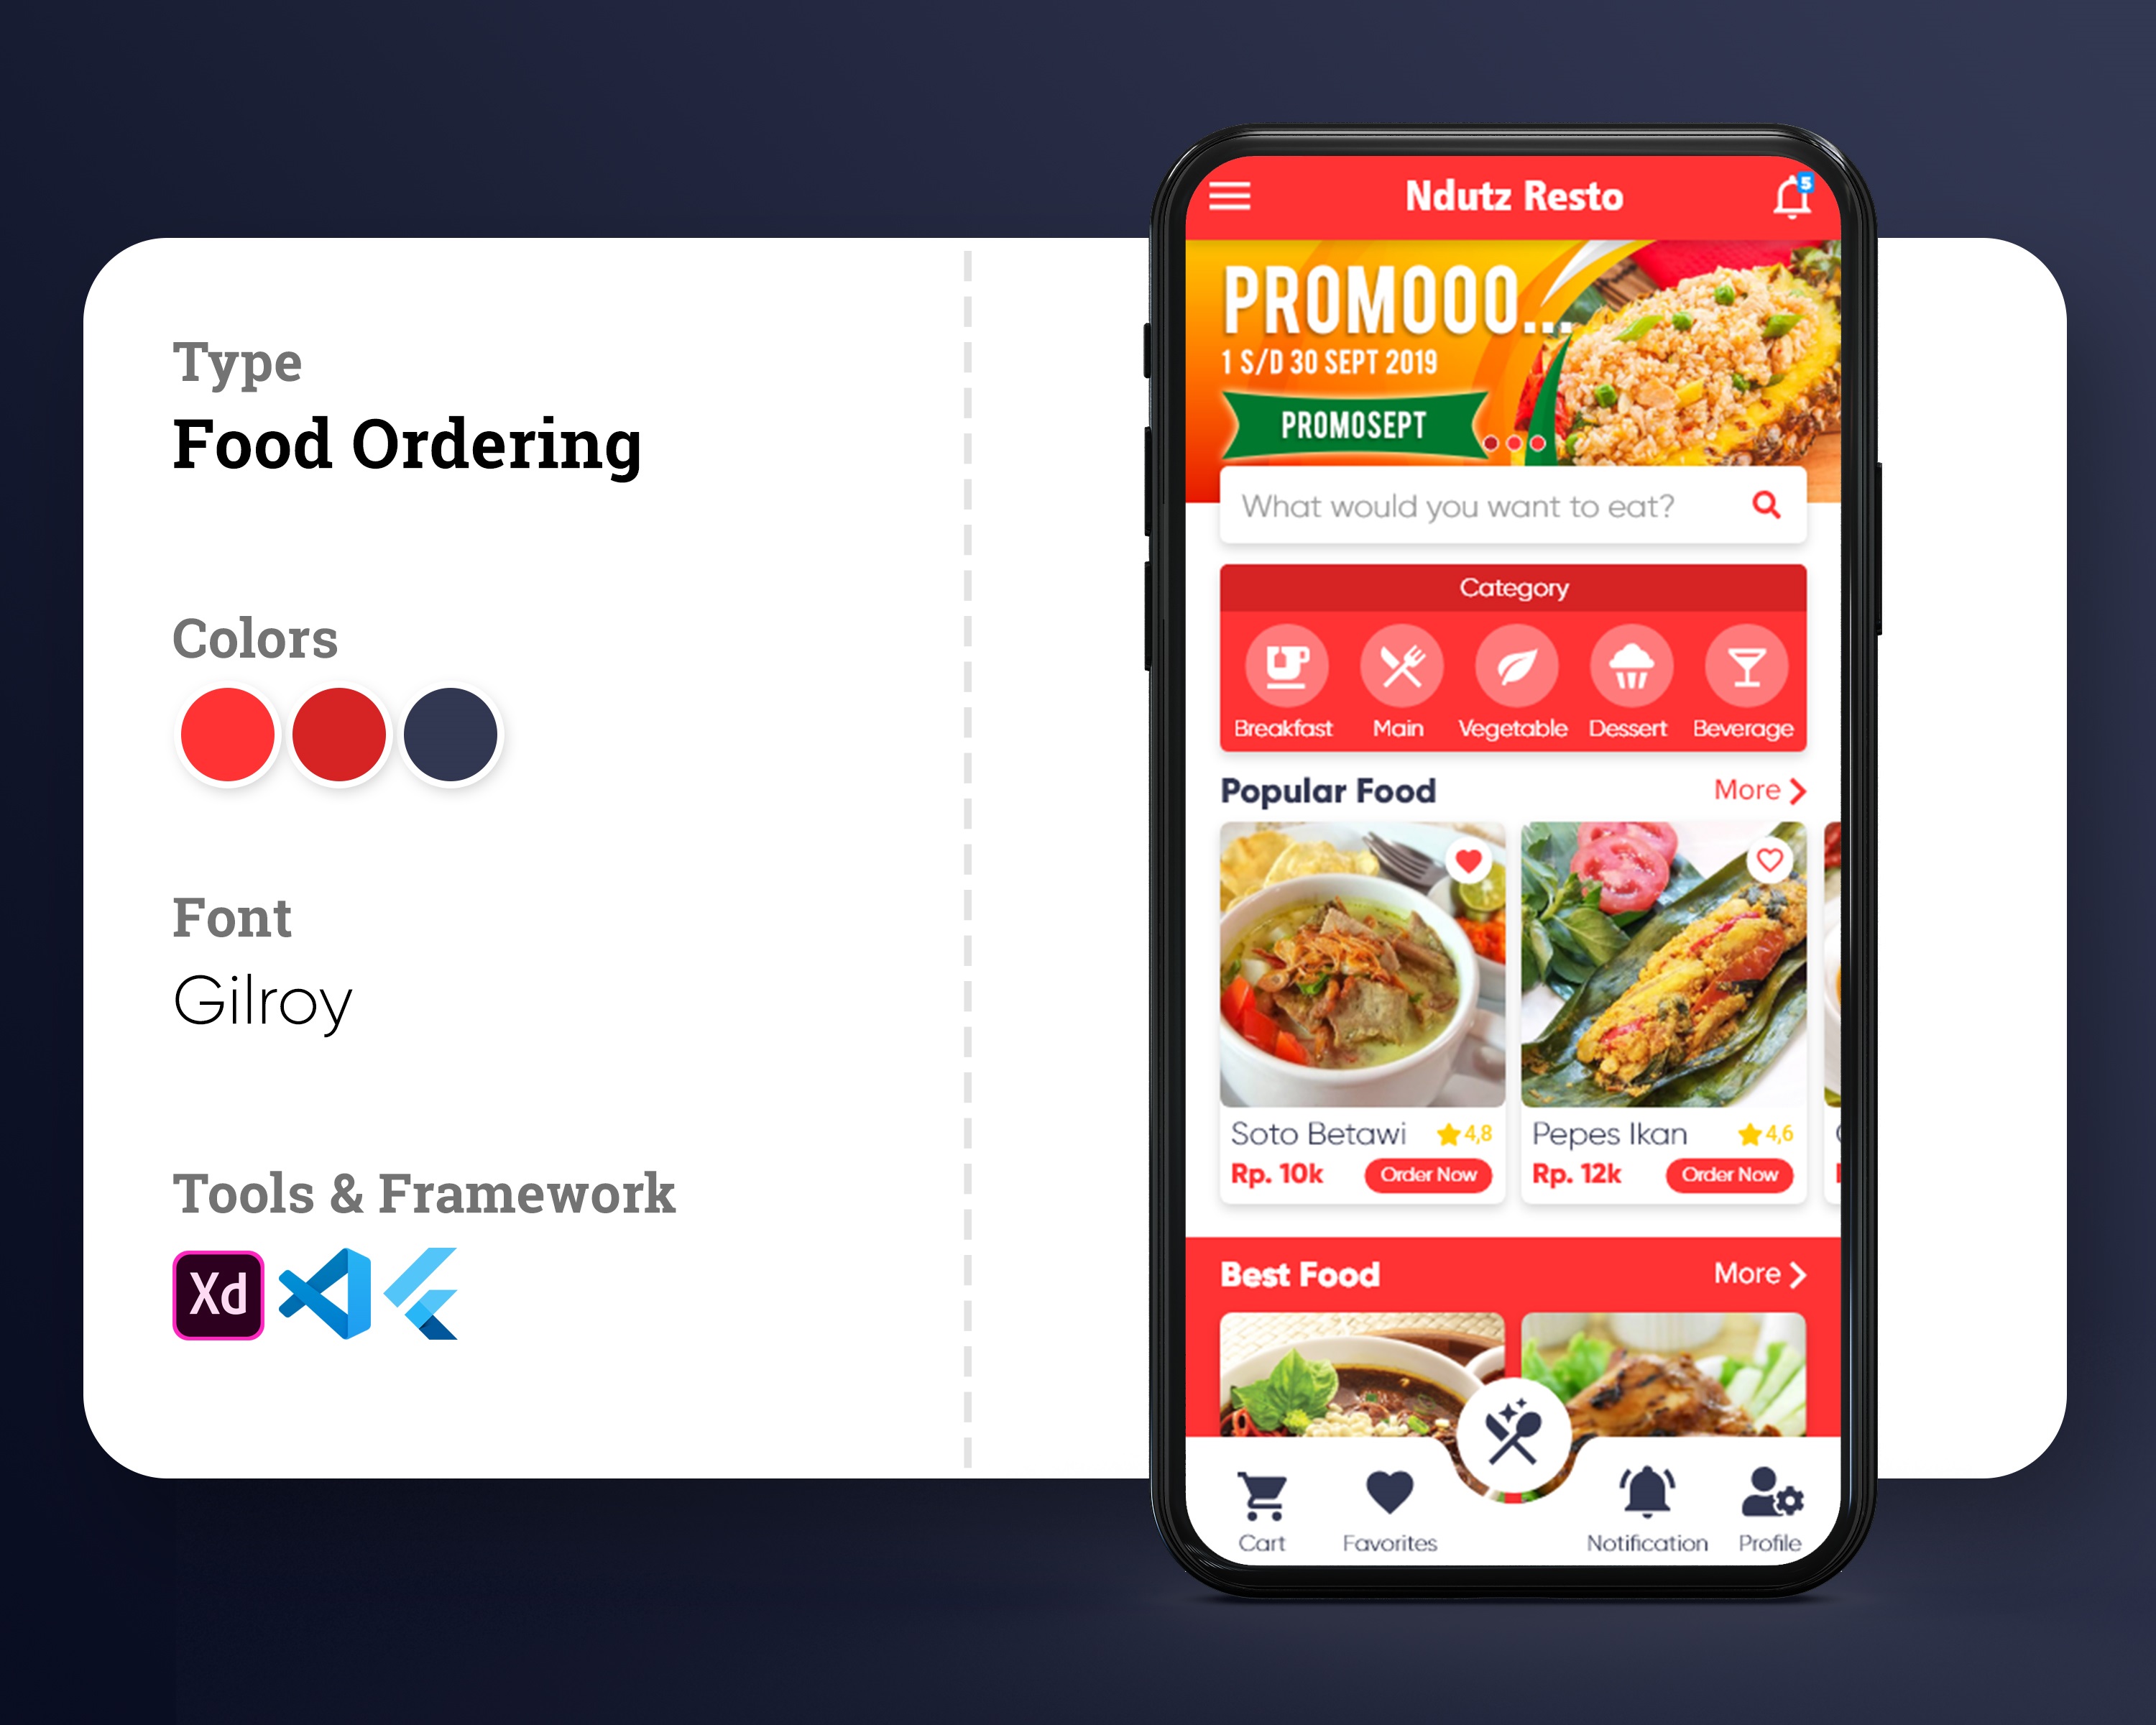 Type
Food Ordering
Colors
Font
Gilroy
Tools & Framework
Xd
Ndutz Resto
5
PROMOOO...
1 S/D 30 SEPT 2019
PROMOSEPT
What would you want to eat?
Category
Breakfast Main Vegetable Dessert Beverage
Popular Food More
Soto Betawi 4,8 Pepes Ikan 4,6
Rp. 10k Order Now Rp. 12k Order Now
Best Food More
Cart Favorites Notification Profile